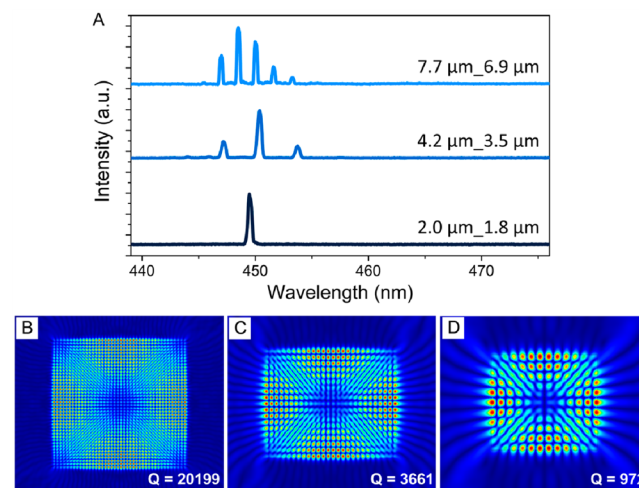 A
Intensity (a.u.)
7.7 μm_6.9 μm
4.2 μm_3.5 μm
2.0 μm_1.8 μm
440 450 460 470
Wavelength (nm)
B C D
Q = 20199 Q = 3661